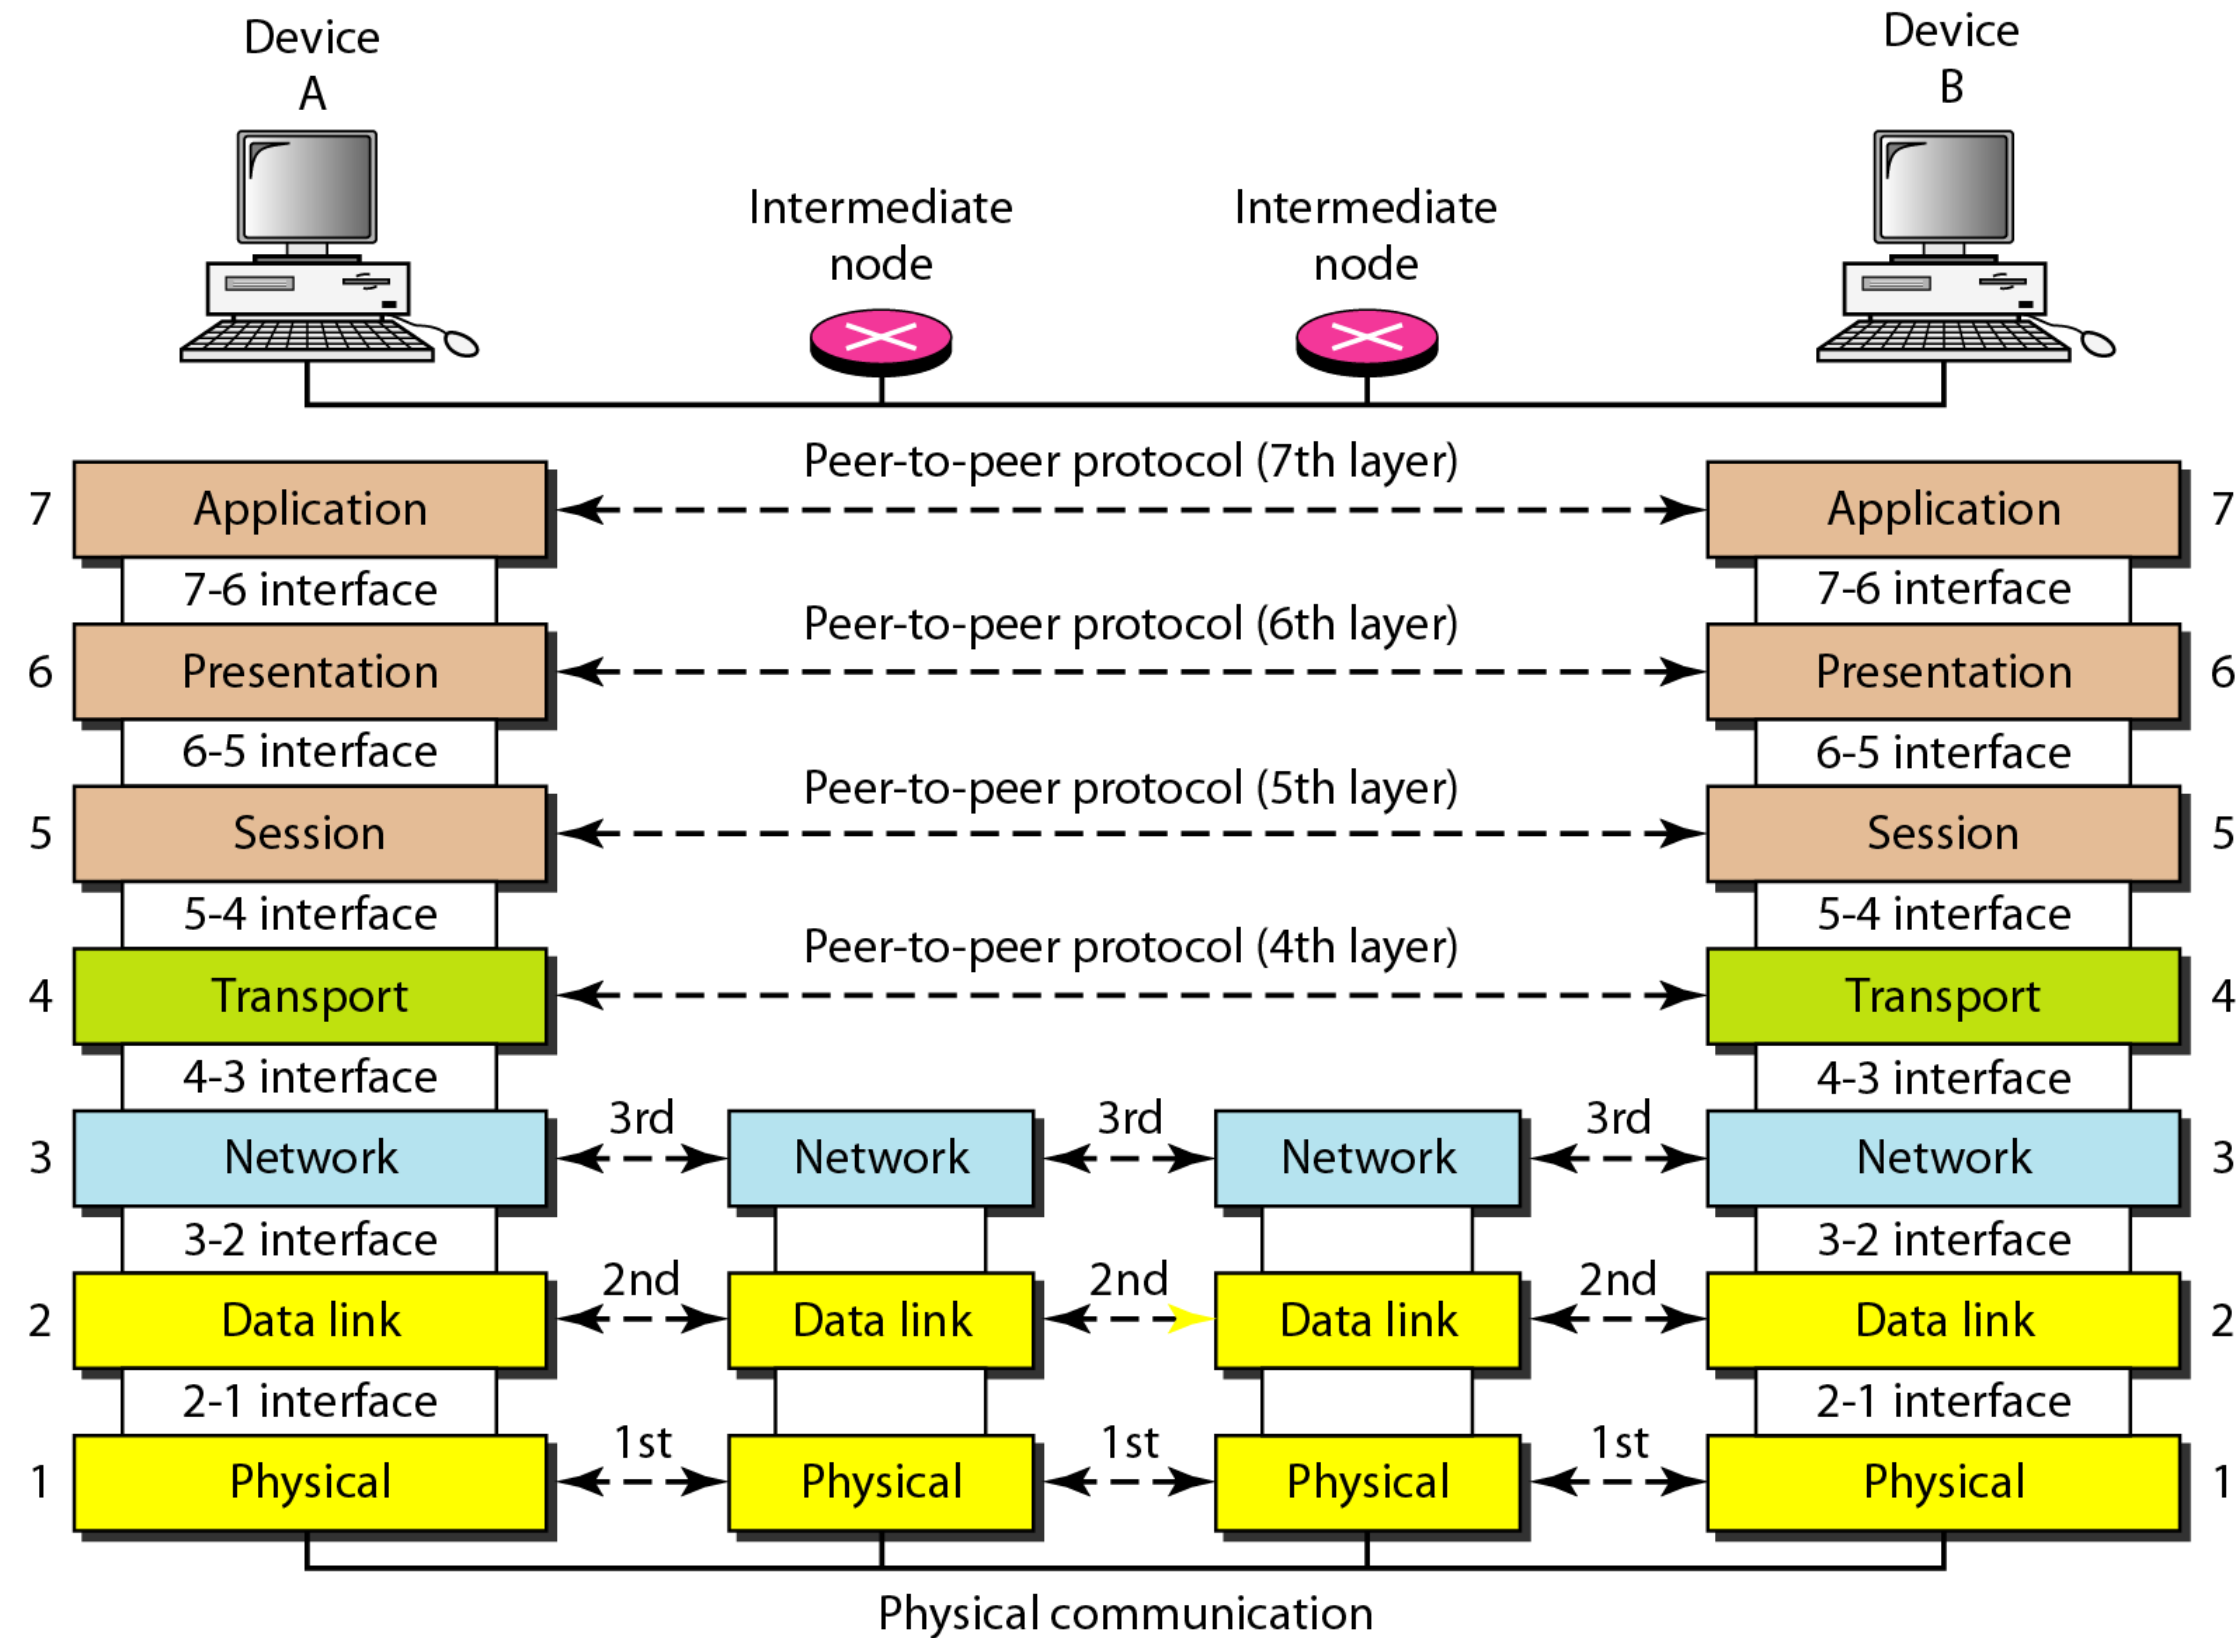 Device
A
Device
B
Intermediate
node
Intermediate
node
Peer-to-peer protocol (7th layer)
7
Application
Application
7
7-6 interface
7-6 interface
Peer-to-peer protocol (6th layer)
6
Presentation
Presentation
6
6-5 interface
6-5 interface
Peer-to-peer protocol (5th layer)
5
Session
Session
5
5-4 interface
5-4 interface
Peer-to-peer protocol (4th layer)
4
Transport
Transport
4
4-3 interface
4-3 interface
3rd
3rd
3rd
3
Network
Network
Network
Network
3
3-2 interface
3-2 interface
2nd
2nd
2nd
2
Data link
Data link
Data link
Data link
2
2-1 interface
2-1 interface
1st
1st
1st
1
Physical
Physical
Physical
Physical
1
Physical communication